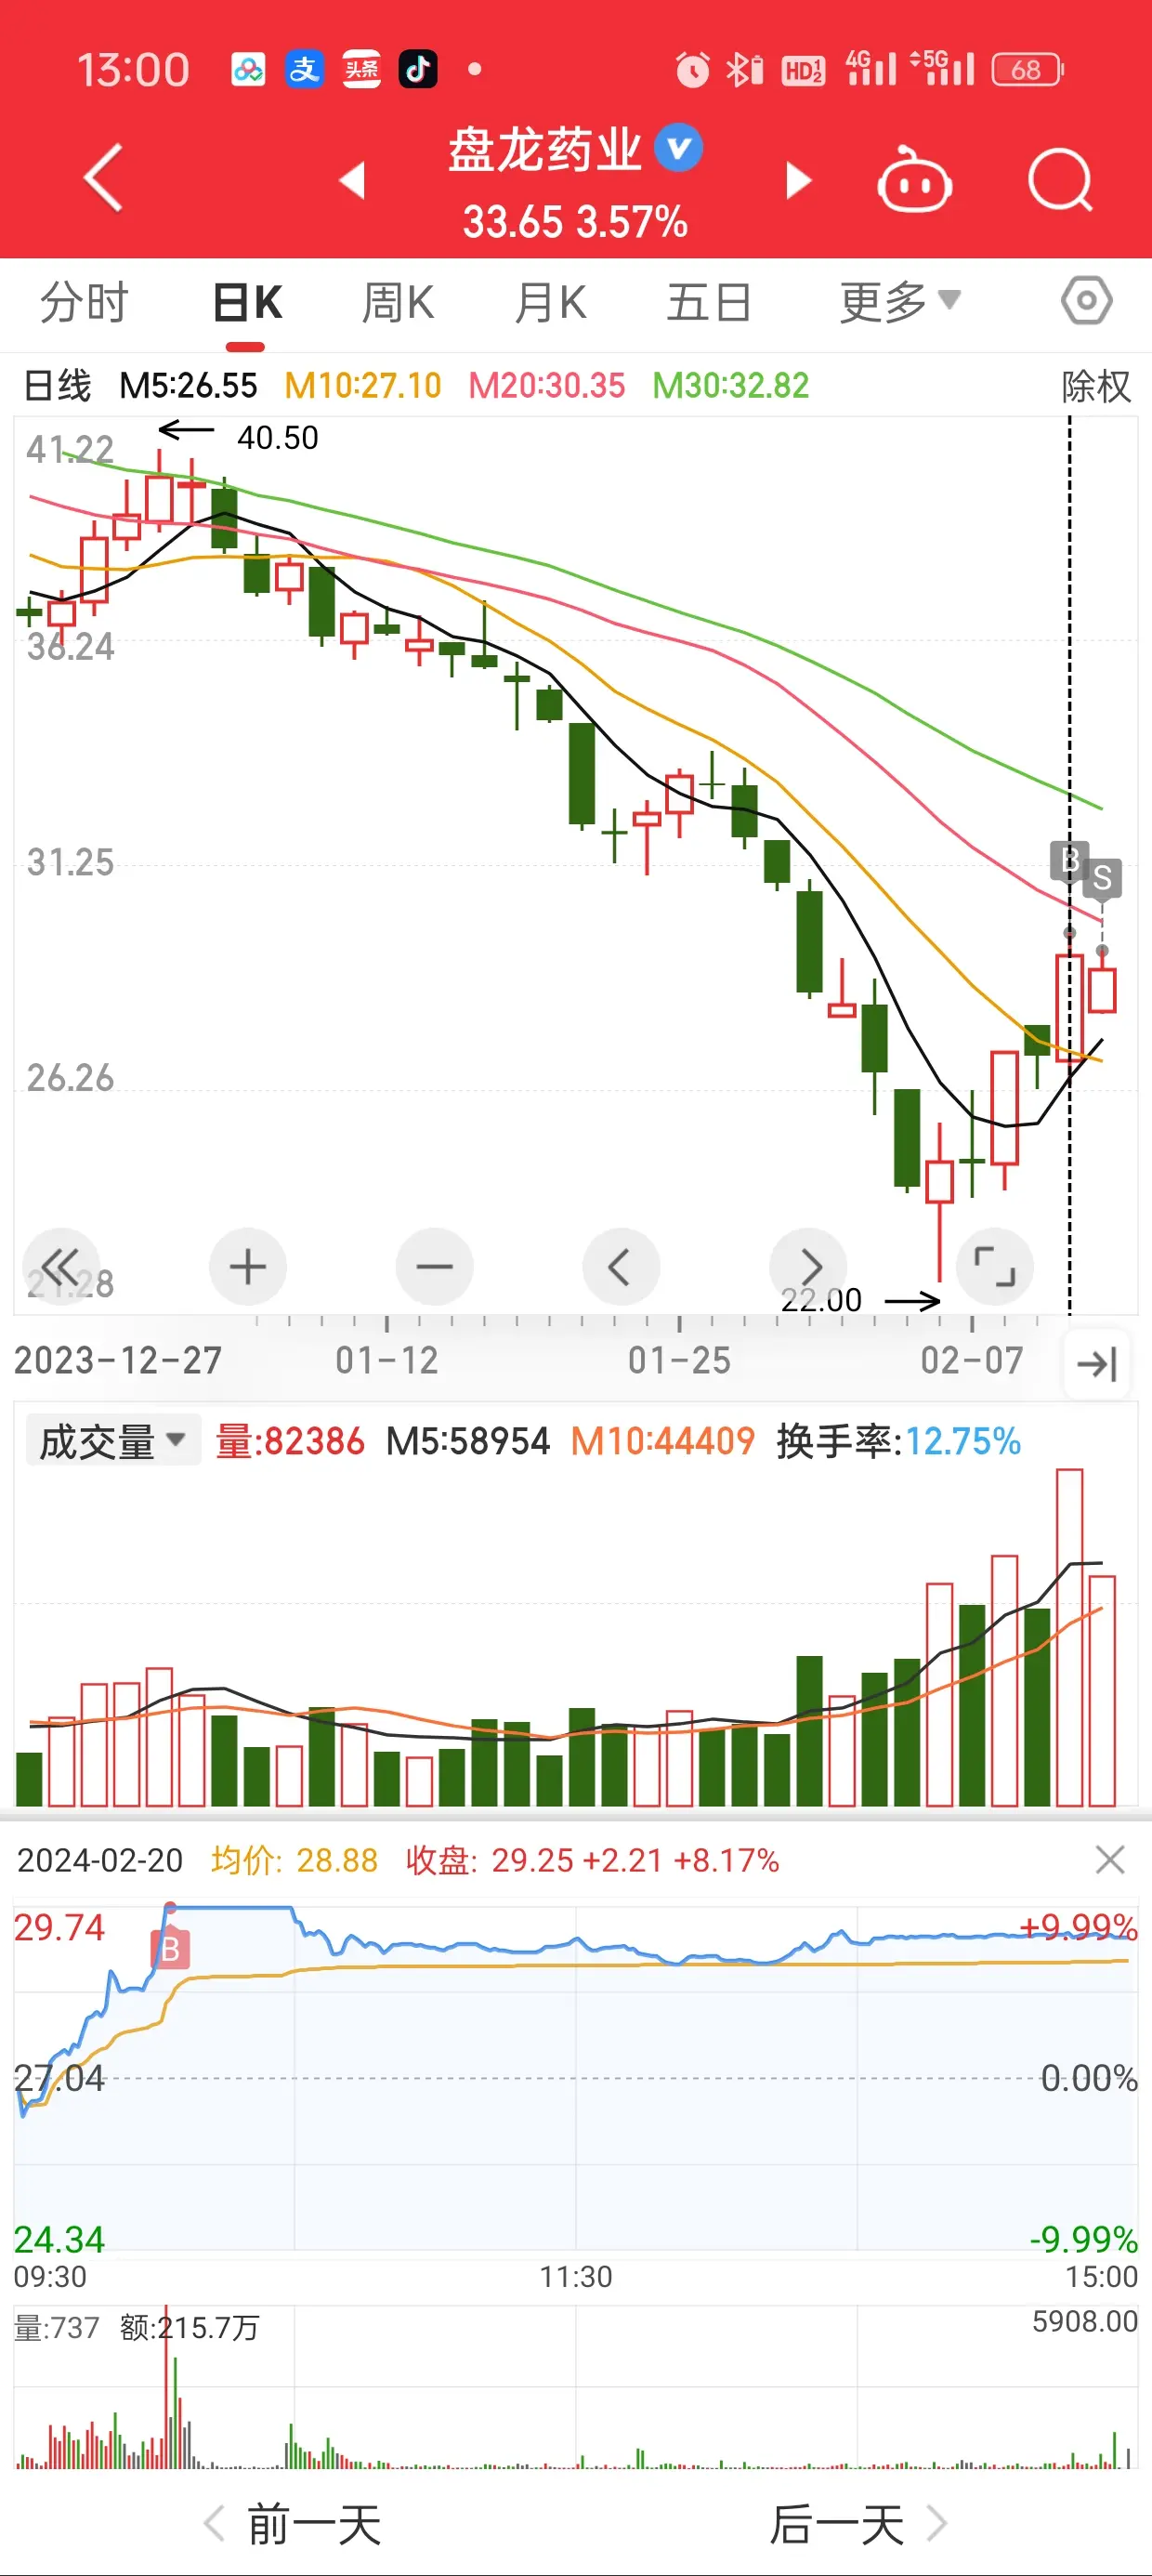 13:00 支 头条 HD12 4G 5G 68
盘龙药业
33.65 3.57%
分时 日K 周K 月K 五日 更多
日线 M5:26.55 M10:27.10 M20:30.35 M30:32.82 除权
41.22 40.50
36.24
31.25 B S
26.26
21.28 22.00
2023-12-27 01-12 01-25 02-07
成交量 量:82386 M5:58954 M10:44409 换手率:12.75%
2024-02-20 均价: 28.88 收盘: 29.25 +2.21 +8.17%
29.74 B +9.99%
27.04 0.00%
24.34 -9.99%
09:30 11:30 15:00
量:737 额:215.7万 5908.00
前一天 后一天